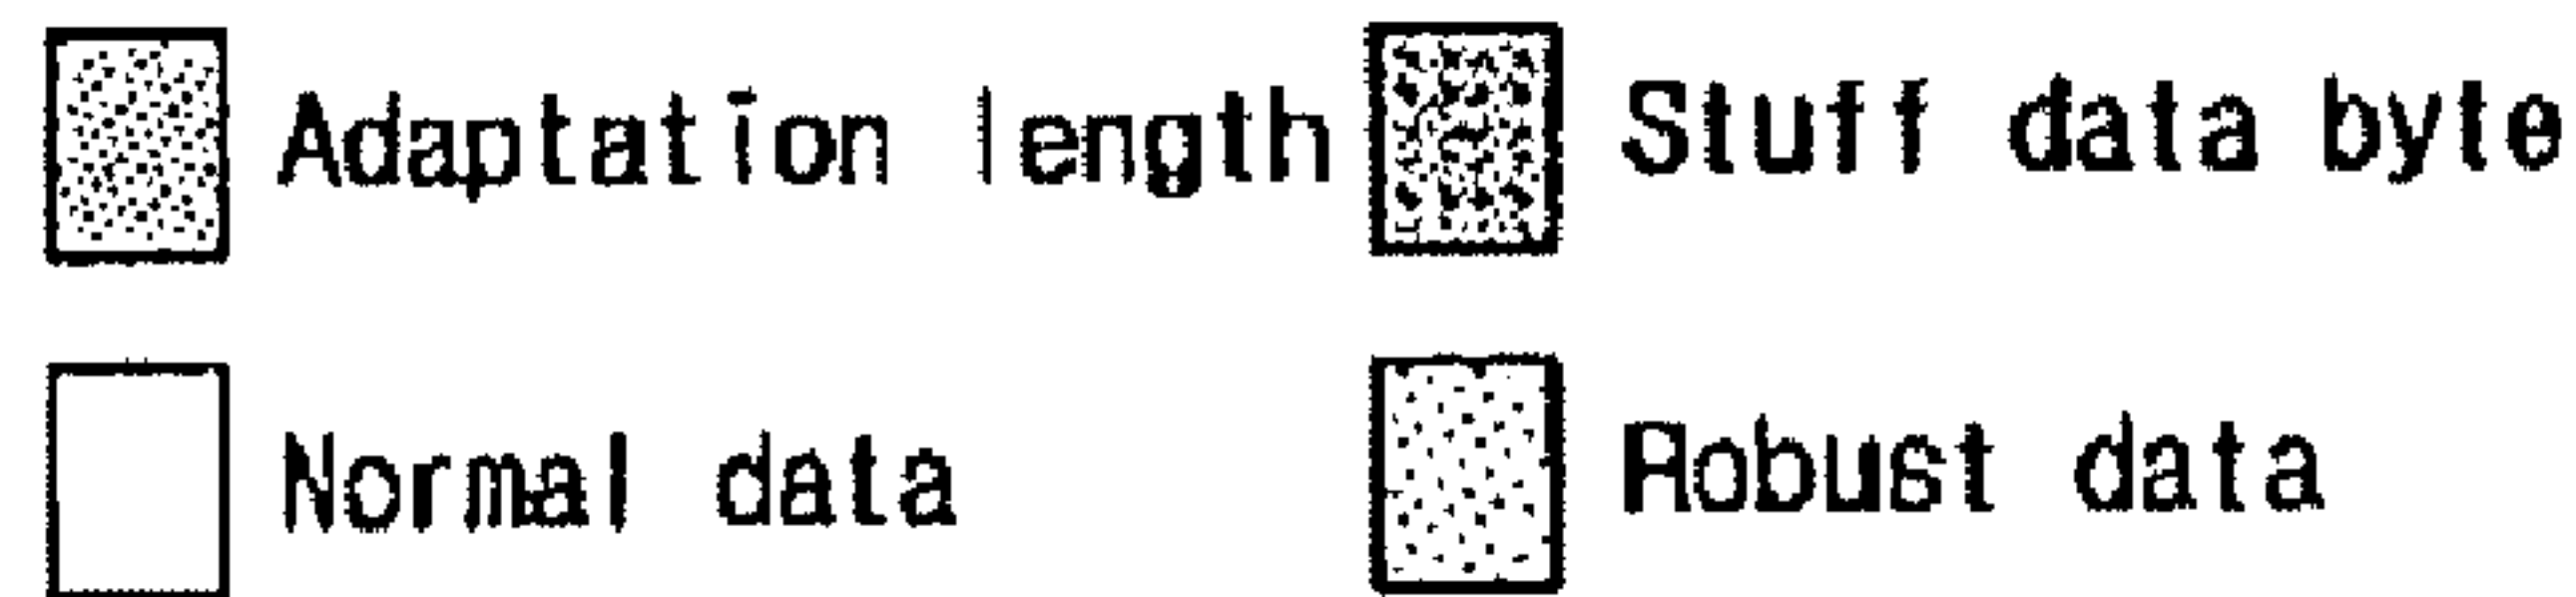 Adaptation length Stuff data byte
Normal data Robust data